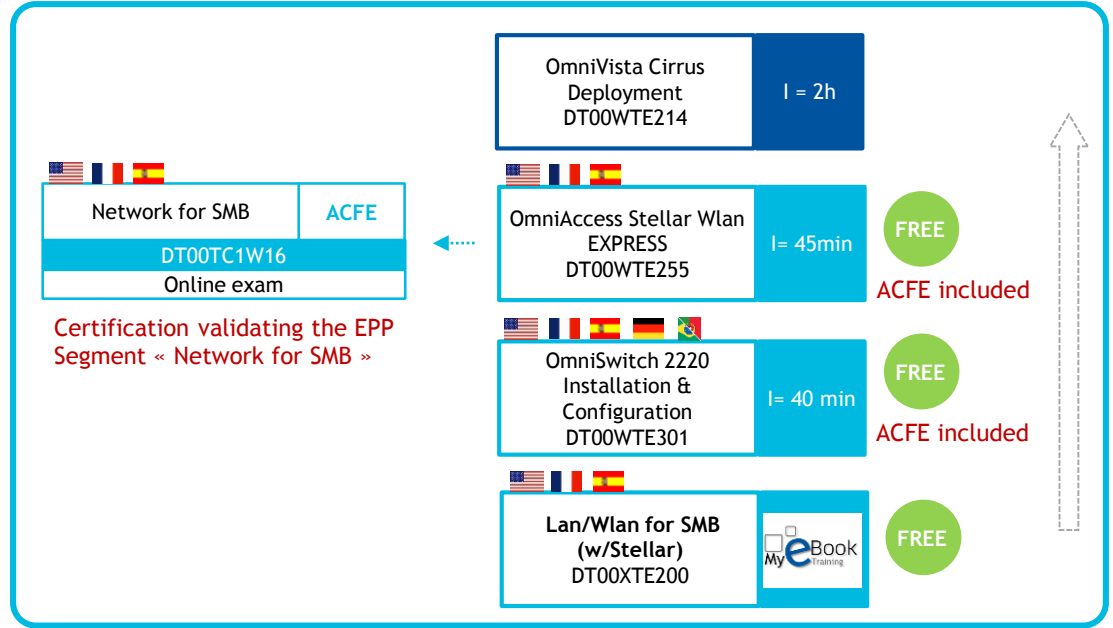 OmniVista Cirrus
Deployment
DT00WTE214
I = 2h
Network for SMB
ACFE
DT00TC1W16
Online exam
Certification validating the EPP
Segment « Network for SMB »
OmniAccess Stellar Wlan
EXPRESS
DT00WTE255
I= 45min
FREE
ACFE included
OmniSwitch 2220
Installation &
Configuration
DT00WTE301
I= 40 min
FREE
ACFE included
Lan/Wlan for SMB
(w/Stellar)
DT00XTE200
My eBook
Training
FREE